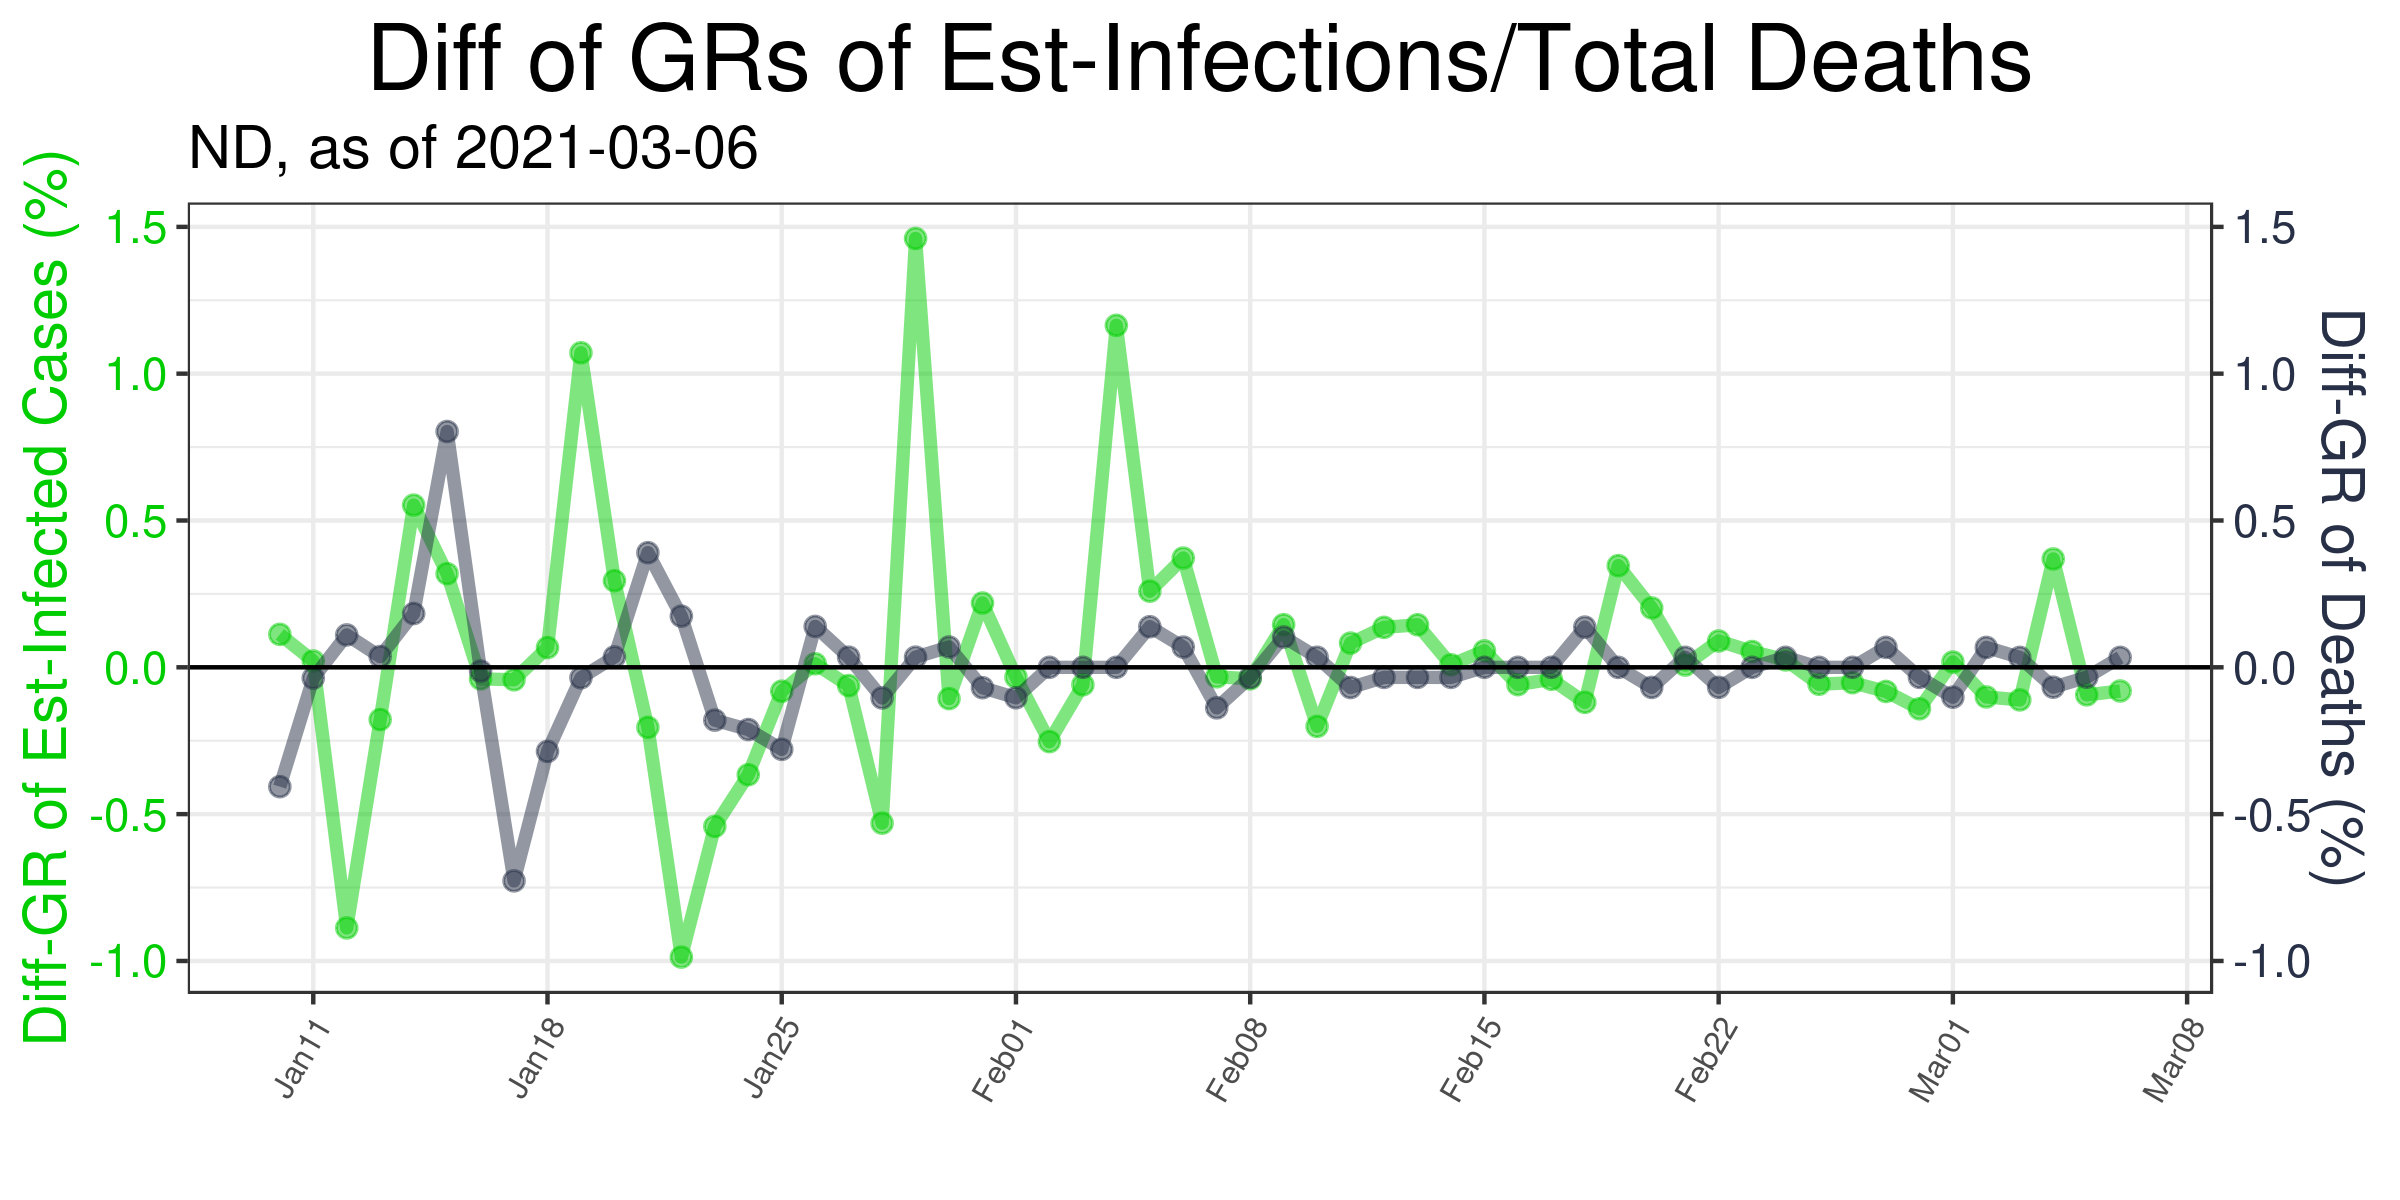 Diff of GRs of Est-Infections/Total Deaths
ND, as of 2021-03-06
Diff-GR of Est-Infected Cases (%)
1.5
1.0
0.5
0.0
-0.5
-1.0
1.5
1.0
0.5
0.0
-0.5
-1.0
Diff-GR of Deaths (%)
Jan11
Jan18
Jan25
Feb01
Feb08
Feb15
Feb22
Mar01
Mar08